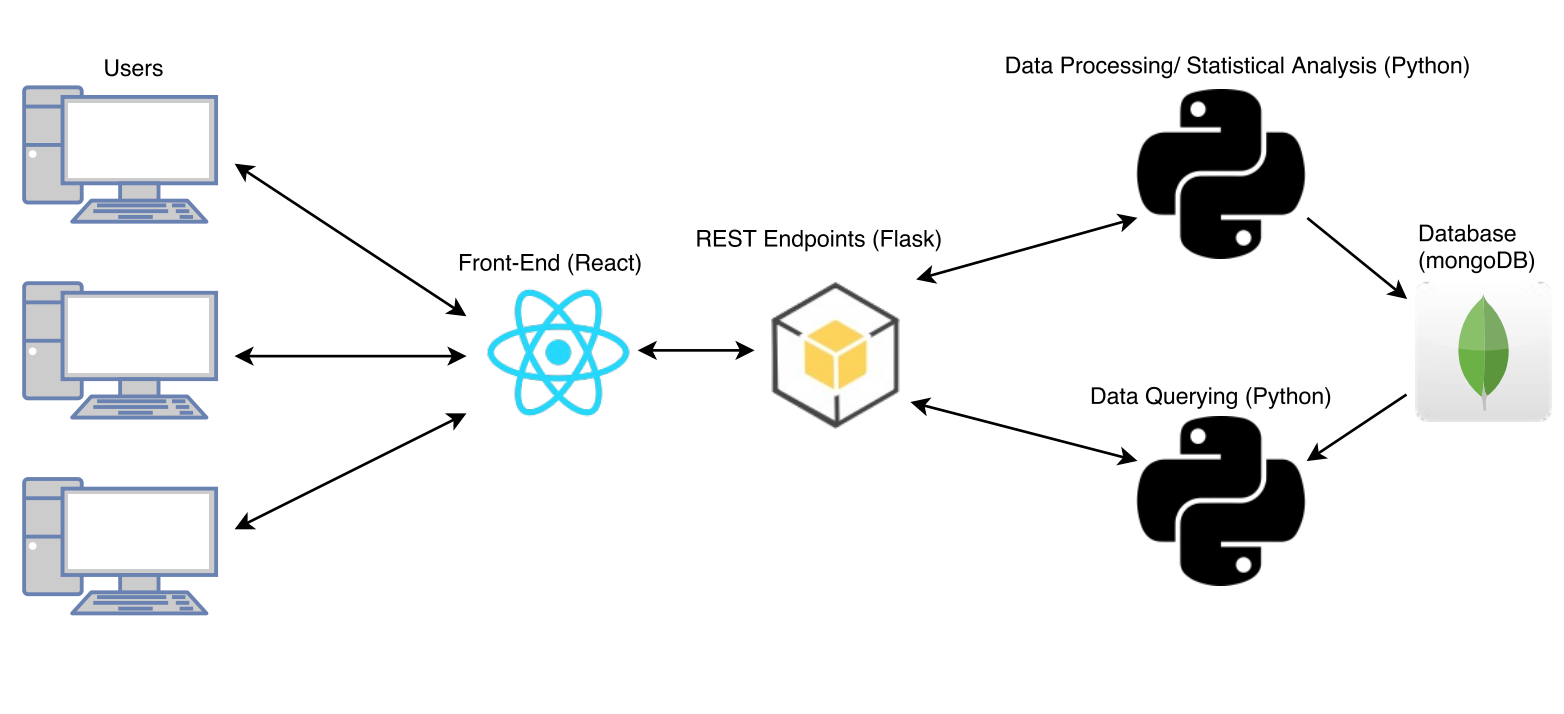 Users
Data Processing/ Statistical Analysis (Python)
Front-End (React)
REST Endpoints (Flask)
Database
(mongoDB)
Data Querying (Python)